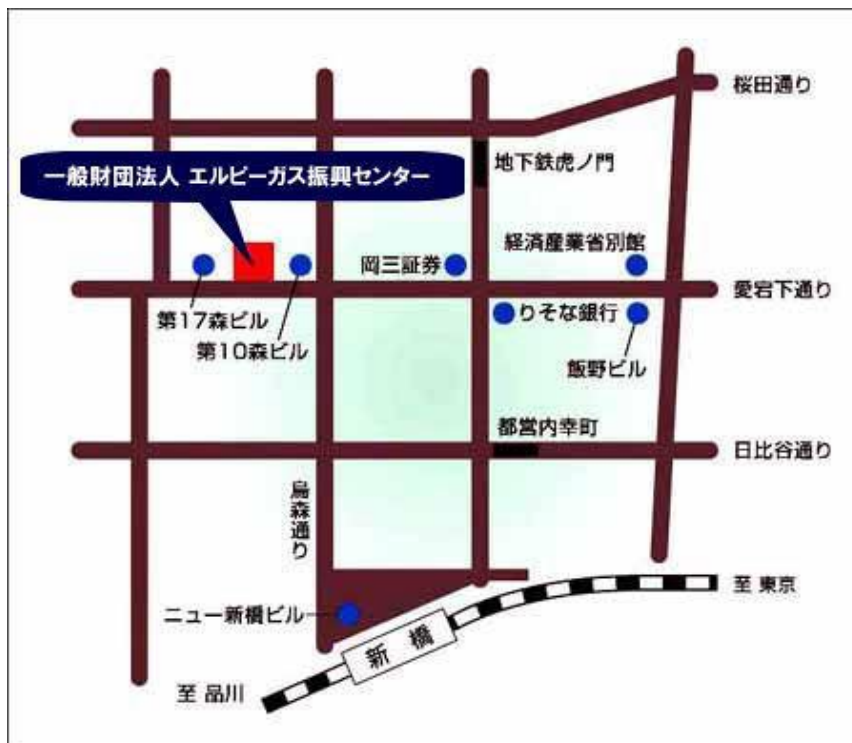 桜田通り
地下鉄虎ノ門
一般財団法人 エルピーガス振興センター
経済産業省別館
岡三証券
愛宕下通り
第17森ビル
りそな銀行
第10森ビル
飯野ビル
都営内幸町
日比谷通り
烏森通り
至 東京
ニュー新橋ビル
新 橋
至 品川